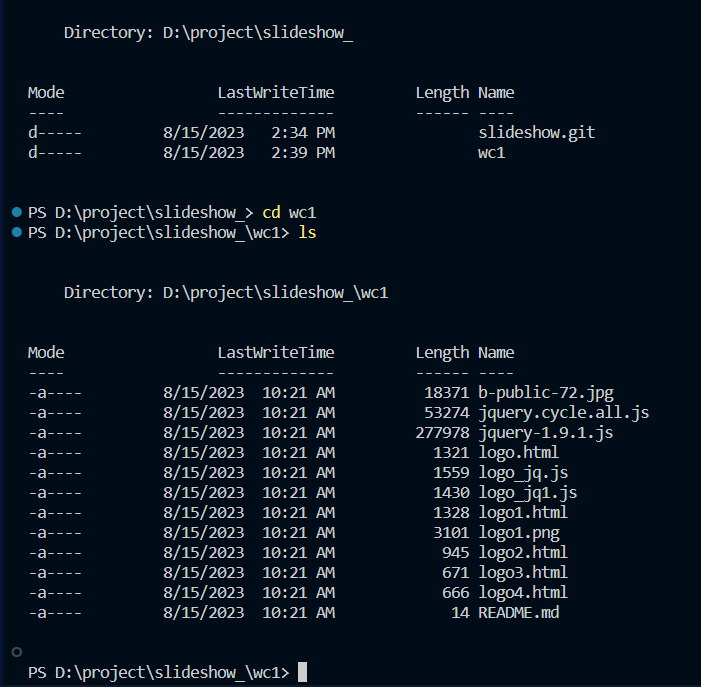 Directory: D:\project\slideshow_
Mode LastWriteTime Length Name
---- ------------- ------ ----
d----- 8/15/2023 2:34 PM slideshow.git
d----- 8/15/2023 2:39 PM wc1
PS D:\project\slideshow_> cd wc1
PS D:\project\slideshow_\wc1> ls
Directory: D:\project\slideshow_\wc1
Mode LastWriteTime Length Name
---- ------------- ------ ----
-a---- 8/15/2023 10:21 AM 18371 b-public-72.jpg
-a---- 8/15/2023 10:21 AM 53274 jquery.cycle.all.js
-a---- 8/15/2023 10:21 AM 277978 jquery-1.9.1.js
-a---- 8/15/2023 10:21 AM 1321 logo.html
-a---- 8/15/2023 10:21 AM 1559 logo_jq.js
-a---- 8/15/2023 10:21 AM 1430 logo_jq1.js
-a---- 8/15/2023 10:21 AM 1328 logo1.html
-a---- 8/15/2023 10:21 AM 3101 logo1.png
-a---- 8/15/2023 10:21 AM 945 logo2.html
-a---- 8/15/2023 10:21 AM 671 logo3.html
-a---- 8/15/2023 10:21 AM 666 logo4.html
-a---- 8/15/2023 10:21 AM 14 README.md
PS D:\project\slideshow_\wc1>